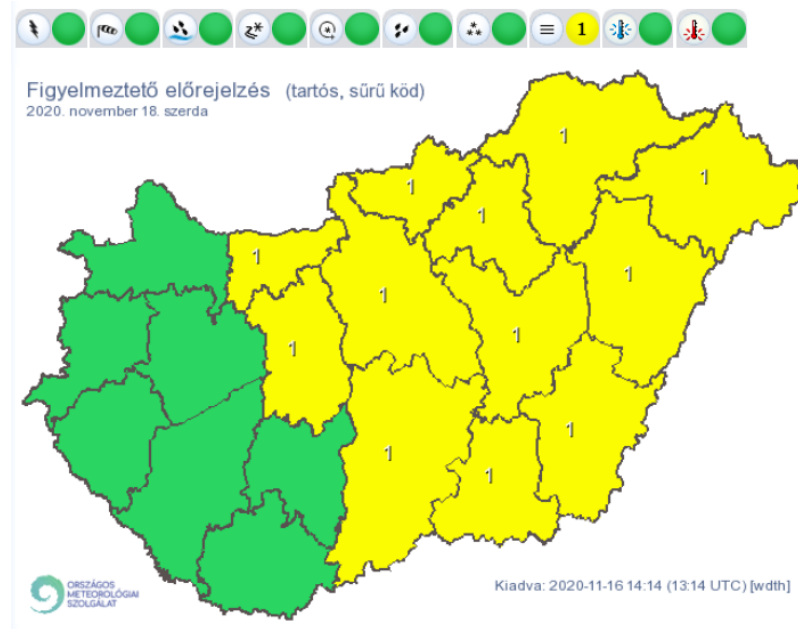 1
Figyelmeztető előrejelzés (tartós, sűrű köd)
2020. november 18. szerda
1
1
1
1
1
1
1
1
1
1
1
1
ORSZÁGOS
METEOROLÓGIAI
SZOLGÁLAT
Kiadva: 2020-11-16 14:14 (13:14 UTC) [wdth]